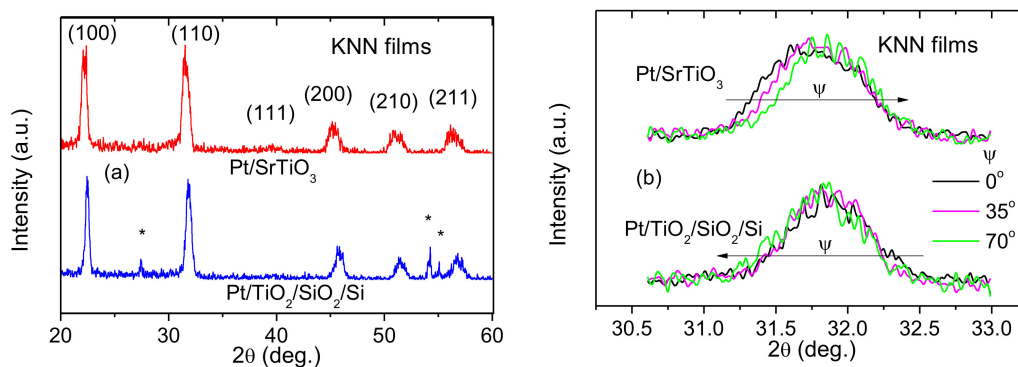 (100)
(110)
KNN films
(111)
(200)
(210)
(211)
(a)
Pt/SrTiO3
*
*
*
Pt/TiO2/SiO2/Si
Intensity (a.u.)
20 30 40 50 60
2θ (deg.)
KNN films
Pt/SrTiO3
ψ
(b)
ψ
0°
35°
70°
Pt/TiO2/SiO2/Si
ψ
Intensity (a.u.)
30.5 31.0 31.5 32.0 32.5 33.0
2θ (deg.)